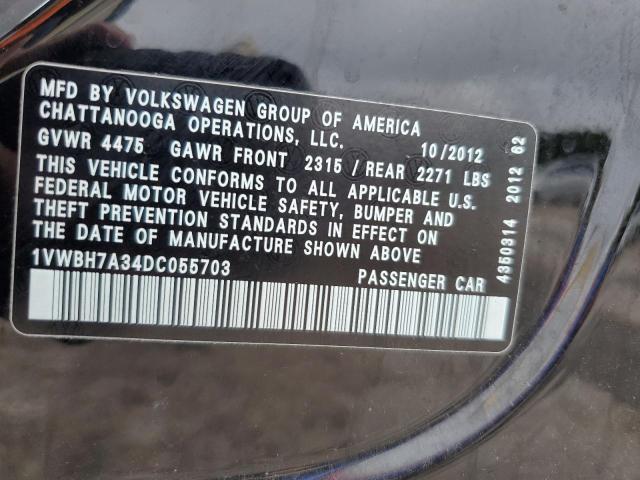 MFD BY VOLKSWAGEN GROUP OF AMERICA
CHATTANOOGA OPERATIONS, LLC. 10/2012
GVWR 4475 GAWR FRONT 2315/REAR 2271 LBS
THIS VEHICLE CONFORMS TO ALL APPLICABLE U.S.
FEDERAL MOTOR VEHICLE SAFETY, BUMPER AND
THEFT PREVENTION STANDARDS IN EFFECT ON
THE DATE OF MANUFACTURE SHOWN ABOVE
1VWBH7A34DC055703 PASSENGER CAR
4350314 2012 62